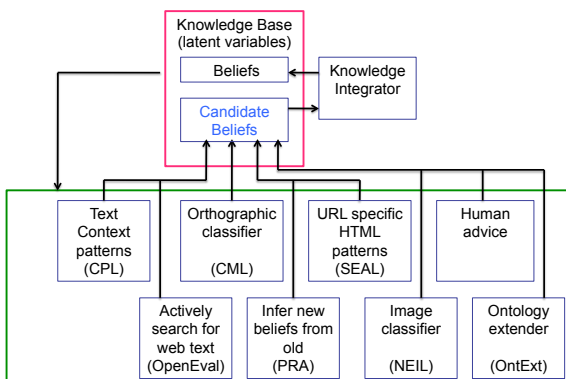 Knowledge Base
(latent variables)
Beliefs
Candidate
Beliefs
Knowledge
Integrator
Text
Context
patterns
(CPL)
Orthographic
classifier
(CML)
URL specific
HTML
patterns
(SEAL)
Human
advice
Actively
search for
web text
(OpenEval)
Infer new
beliefs from
old
(PRA)
Image
classifier
(NEIL)
Ontology
extender
(OntExt)